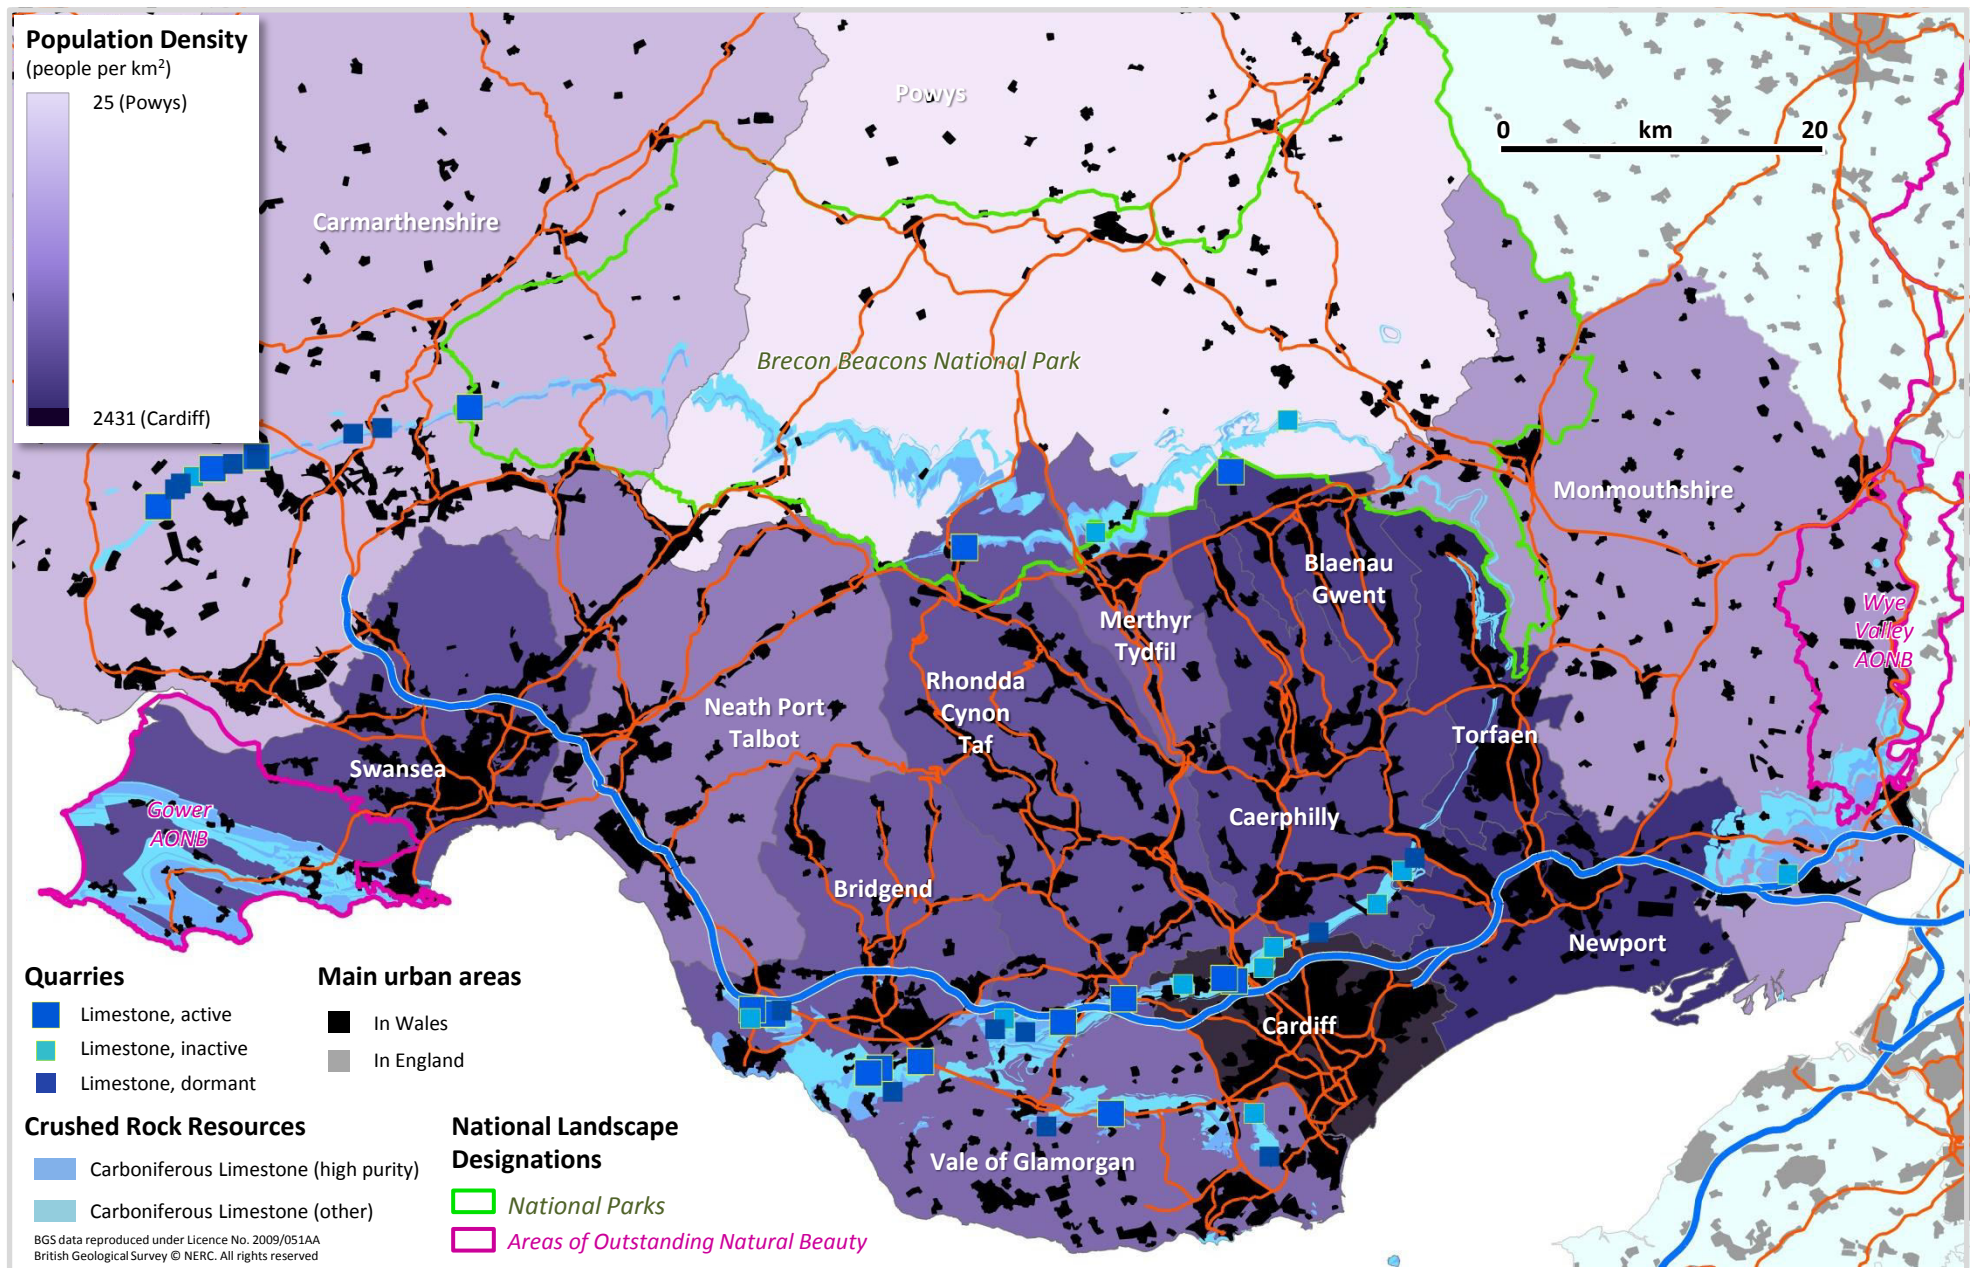 Population Density
(people per km²)
25 (Powys)
2431 (Cardiff)
Powys
0 km 20
Carmarthenshire
Brecon Beacons National Park
Monmouthshire
Blaenau
Gwent
Merthyr
Tydfil
Wye
Valley
AONB
Rhondda
Cynon
Taf
Neath Port
Talbot
Torfaen
Swansea
Gower
AONB
Caerphilly
Bridgend
Newport
Cardiff
Vale of Glamorgan
Quarries
Limestone, active
Limestone, inactive
Limestone, dormant
Main urban areas
In Wales
In England
Crushed Rock Resources
Carboniferous Limestone (high purity)
Carboniferous Limestone (other)
BGS data reproduced under Licence No. 2009/051AA
British Geological Survey © NERC. All rights reserved
National Landscape
Designations
National Parks
Areas of Outstanding Natural Beauty